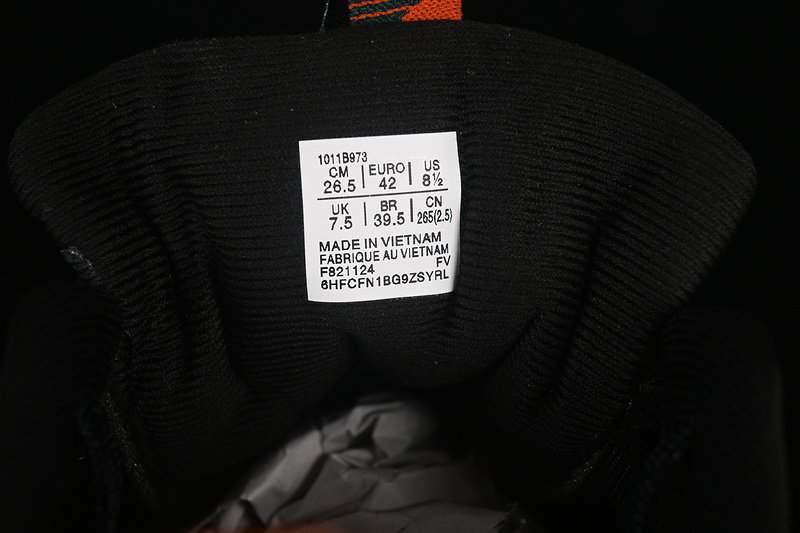 1011B973
CM EURO US
26.5 42 8½
UK BR CN
7.5 39.5 265(2.5)
MADE IN VIETNAM
FABRIQUE AU VIETNAM
F821124 FV
6HFCFN1BG9ZSYRL